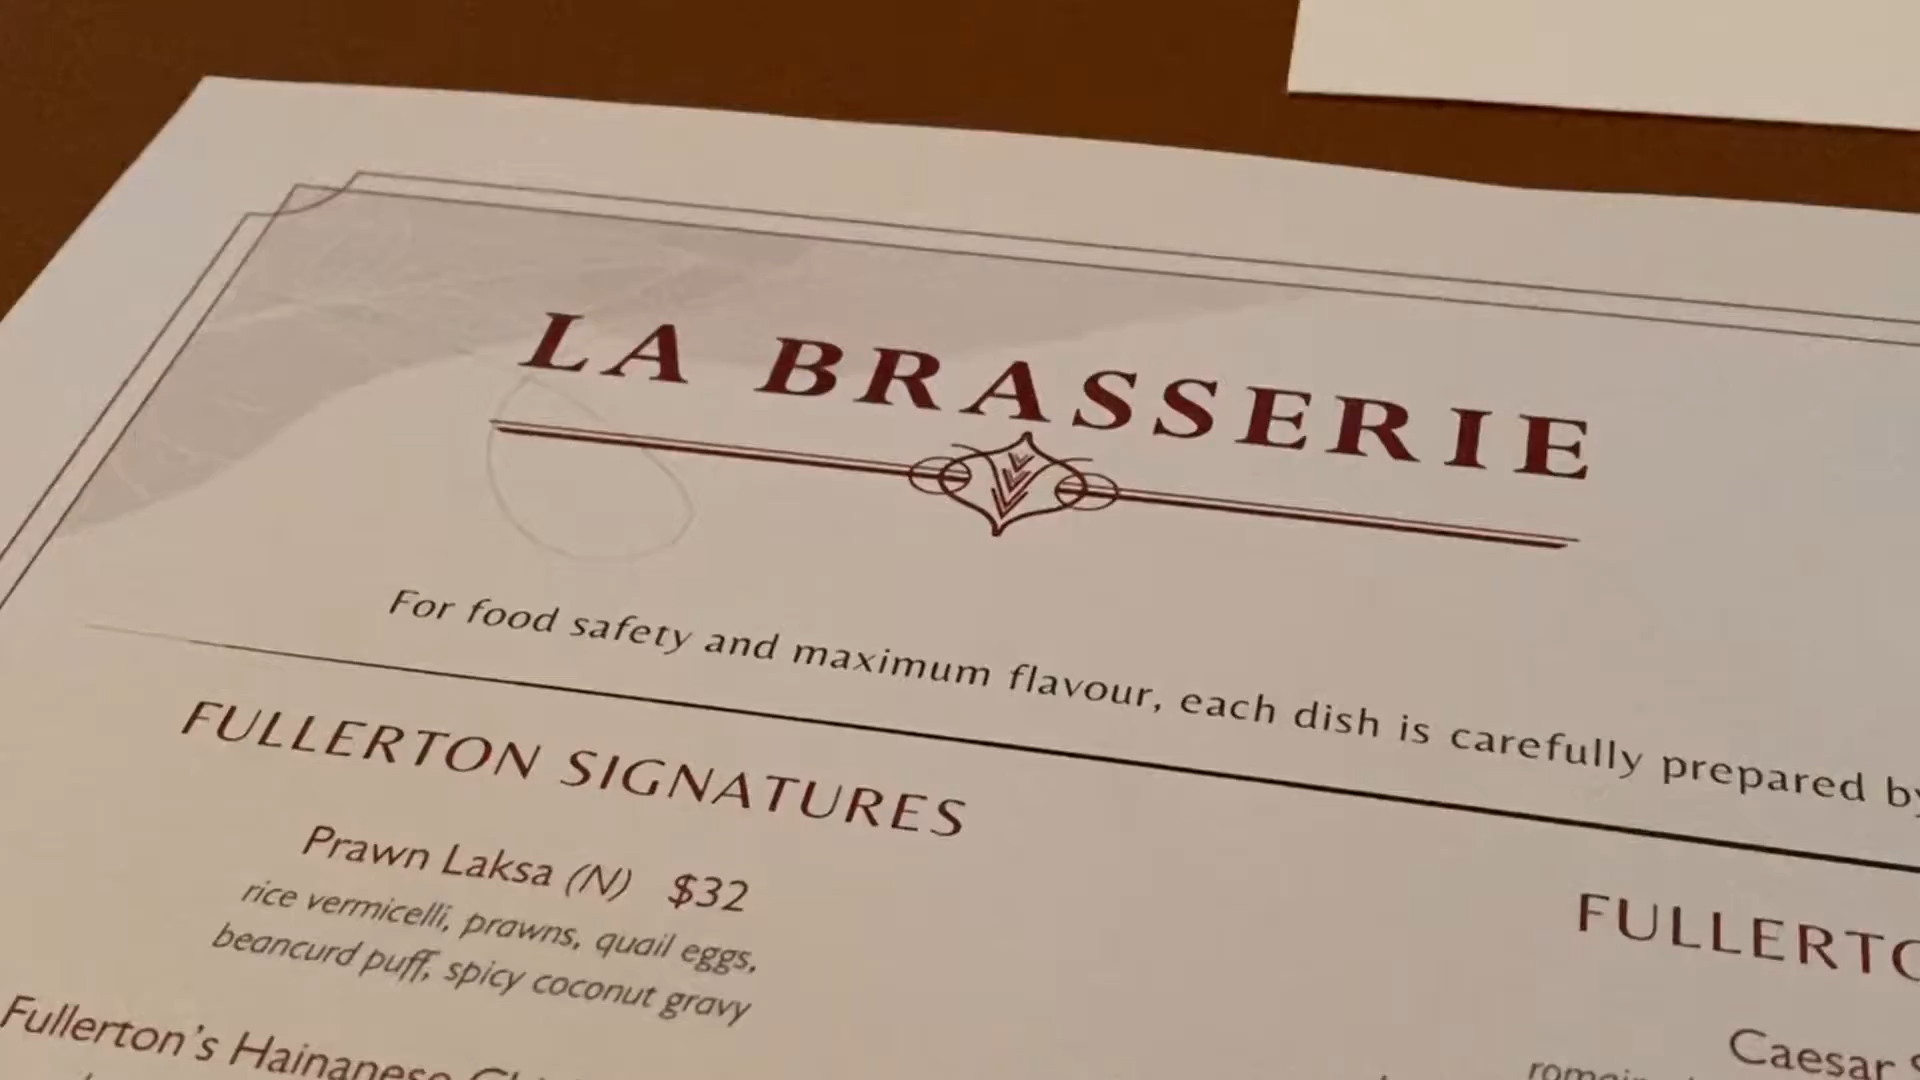 LA BRASSERIE
For food safety and maximum flavour, each dish is carefully prepared by
FULLERTON SIGNATURES
Prawn Laksa (N) $32
rice vermicelli, prawns, quail eggs,
beancurd puff, spicy coconut gravy
Fullerton's Hainanese
Caesar